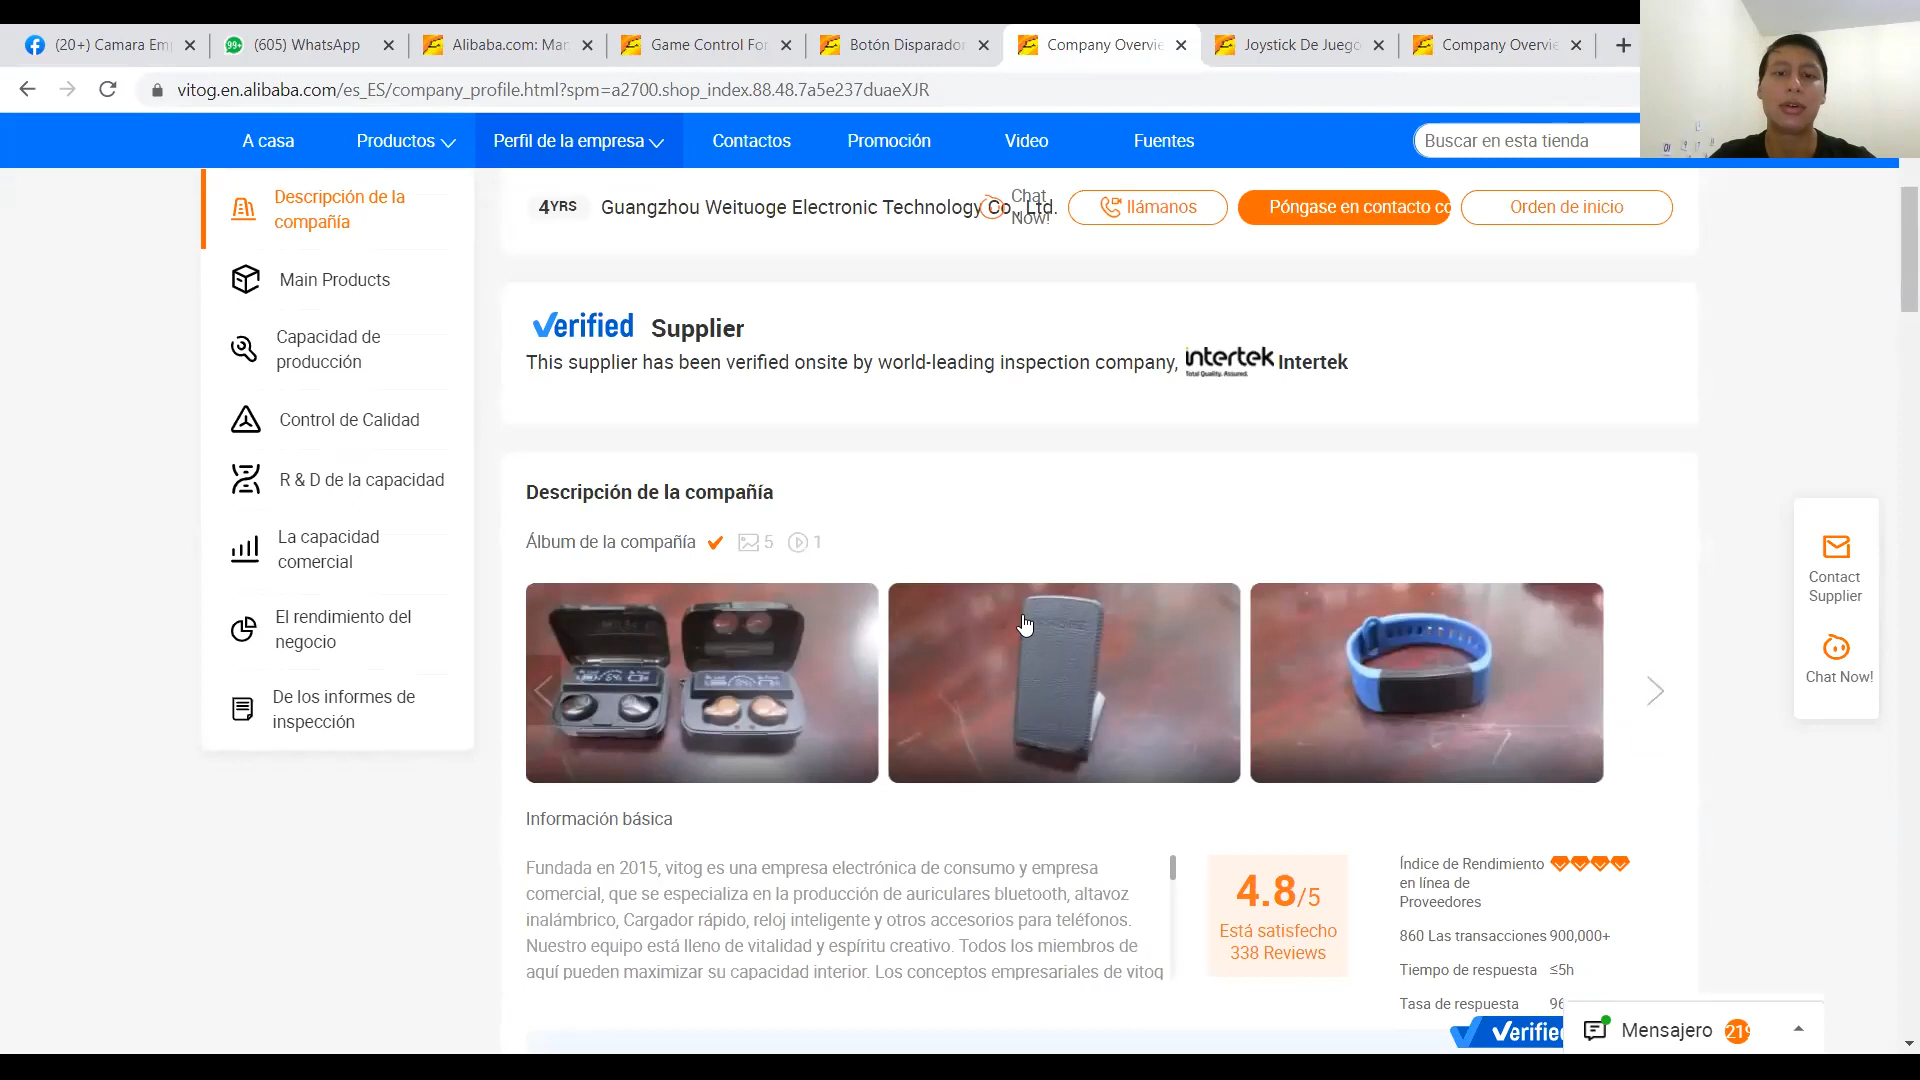 (20+) Camara Em
(605) WhatsApp
Alibaba.com: Man
Game Control For
Botón Disparador
Company Overvie
Joystick De Juego
Company Overvie
vitog.en.alibaba.com/es_ES/company_profile.html?spm=a2700.shop_index.88.48.7a5e237duaeXJR
A casa
Productos
Perfil de la empresa
Contactos
Promoción
Video
Fuentes
Buscar en esta tienda
Descripción de la
compañía
Main Products
Capacidad de
producción
Control de Calidad
R & D de la capacidad
La capacidad
comercial
El rendimiento del
negocio
De los informes de
inspección
4YRS
Guangzhou Weituoge Electronic Technology Co., Ltd.
Chat
Now!
llámanos
Póngase en contacto co
Orden de inicio
Verified Supplier
This supplier has been verified onsite by world-leading inspection company, intertek Intertek
Total Quality. Assured.
Descripción de la compañía
Álbum de la compañía 5 1
Información básica
Fundada en 2015, vitog es una empresa electrónica de consumo y empresa
comercial, que se especializa en la producción de auriculares bluetooth, altavoz
inalámbrico, Cargador rápido, reloj inteligente y otros accesorios para teléfonos.
Nuestro equipo está lleno de vitalidad y espíritu creativo. Todos los miembros de
aquí pueden maximizar su capacidad interior. Los conceptos empresariales de vitog
4.8/5
Está satisfecho
338 Reviews
Índice de Rendimiento
en línea de
Proveedores
860 Las transacciones 900,000+
Tiempo de respuesta ≤5h
Tasa de respuesta 96
Contact
Supplier
Chat Now!
Verified
Mensajero 219